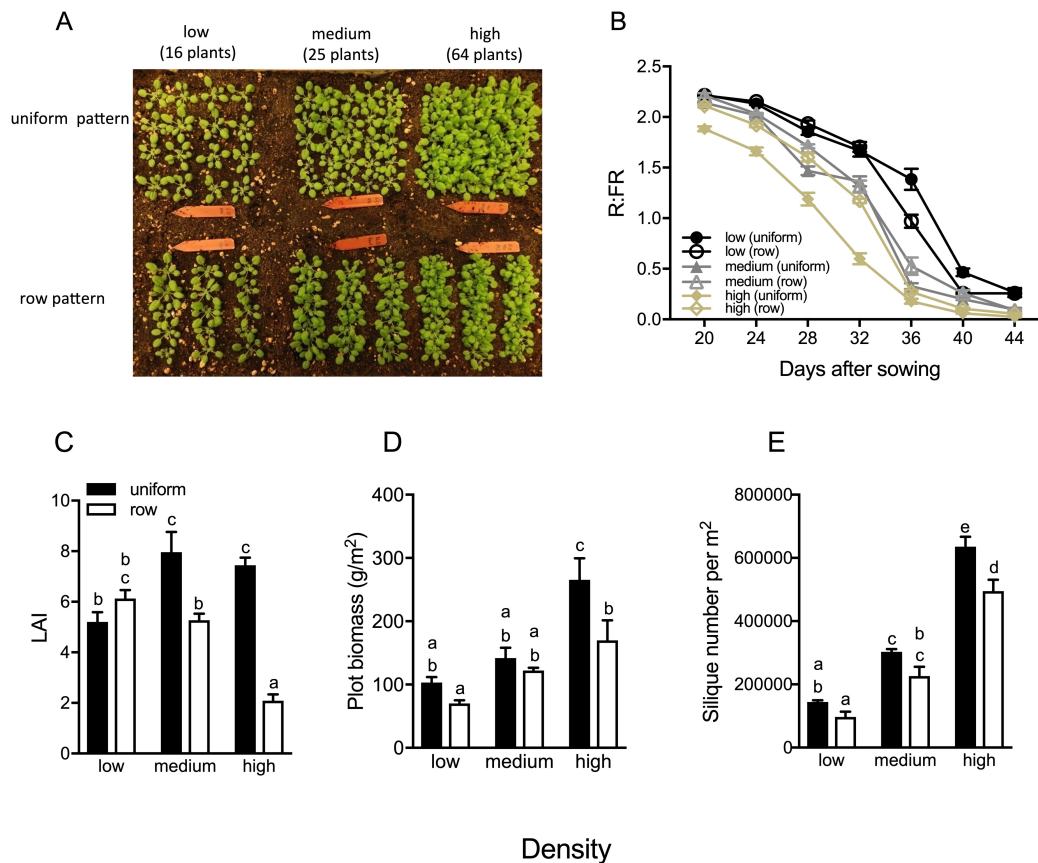 A
low
(16 plants)
medium
(25 plants)
high
(64 plants)
uniform pattern
row pattern
B
2.5
2.0
1.5
1.0
0.5
0.0
R:FR
low (uniform)
low (row)
medium (uniform)
medium (row)
high (uniform)
high (row)
20 24 28 32 36 40 44
Days after sowing
C
uniform
row
10
8
6
4
2
0
LAI
b
b
c
c
b
c
a
low medium high
D
400
300
200
100
0
Plot biomass (g/m²)
a
b
a
a
b
a
b
c
b
low medium high
E
800000
600000
400000
200000
0
Silique number per m²
a
b
a
c
b
c
e
d
low medium high
Density